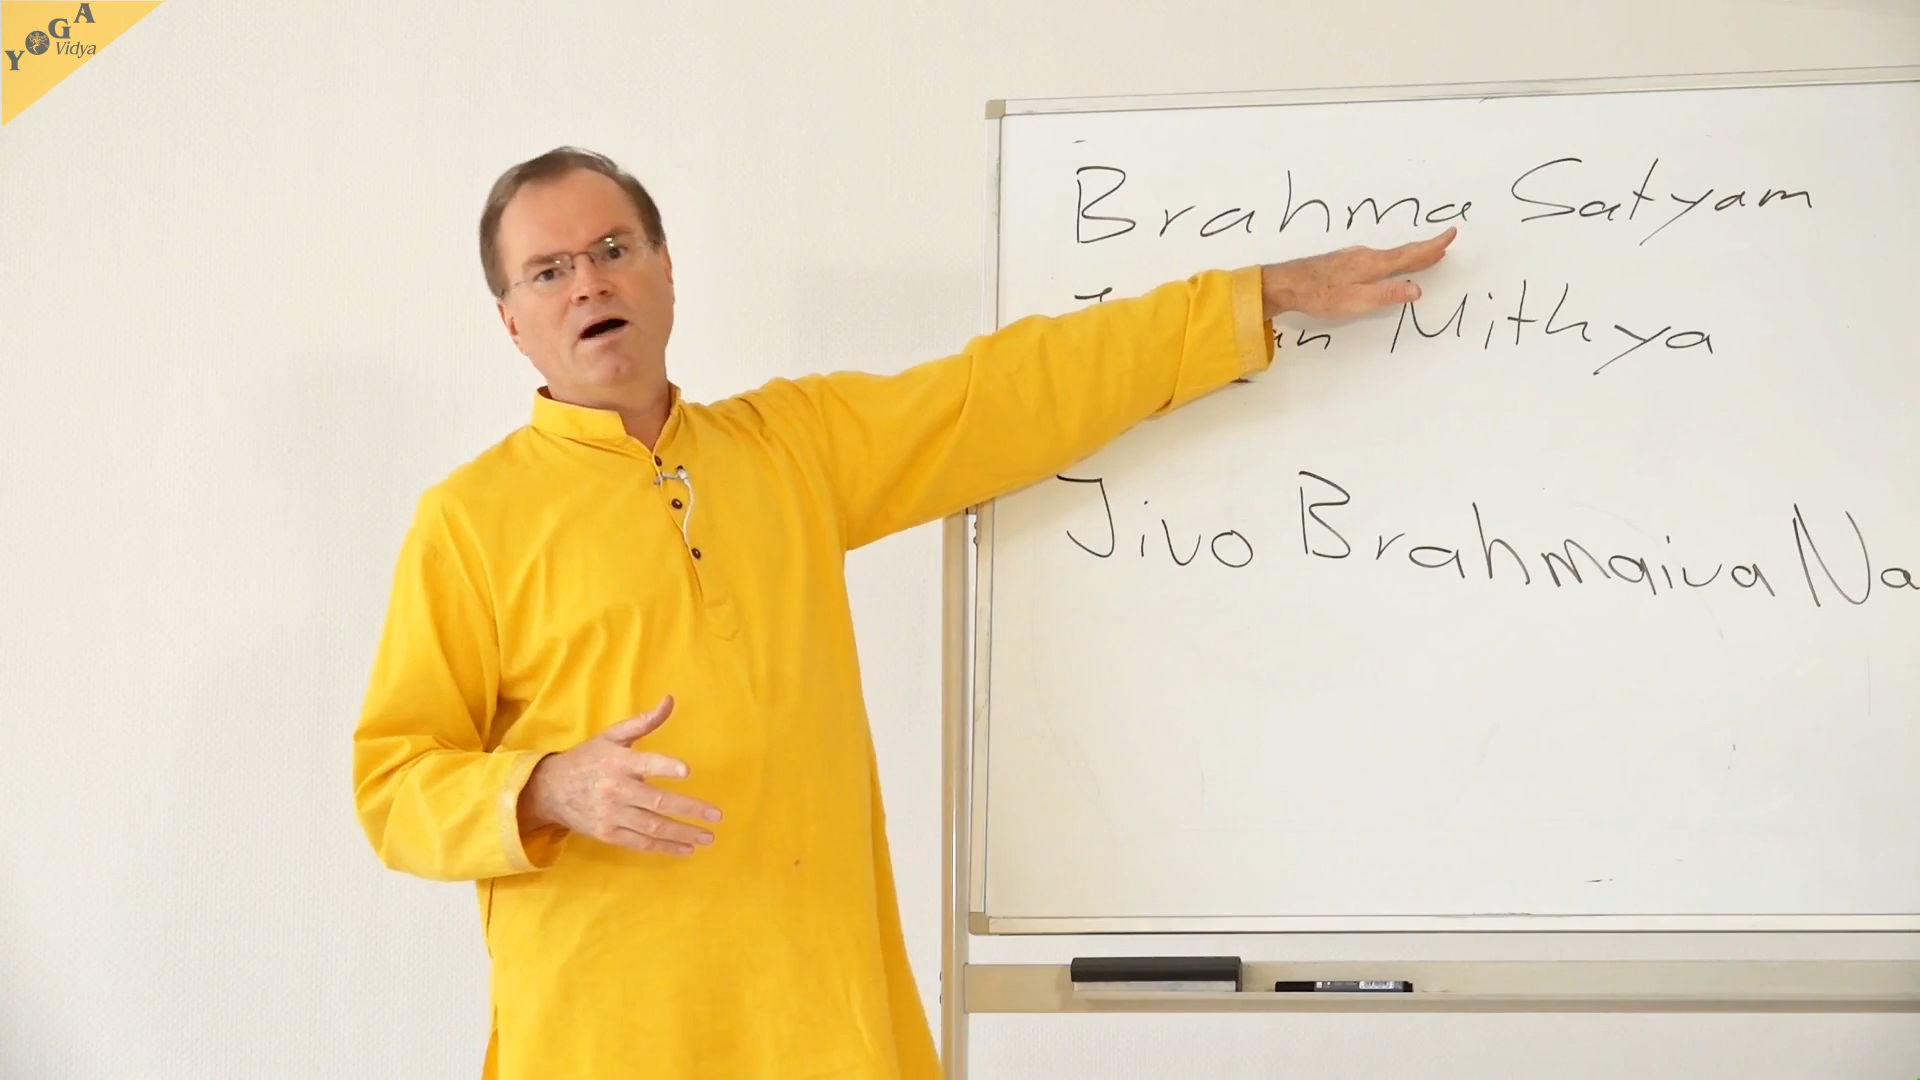 YOGA
Vidya
Brahma Satyam
Mithya
Jivo Brahmaiva Na